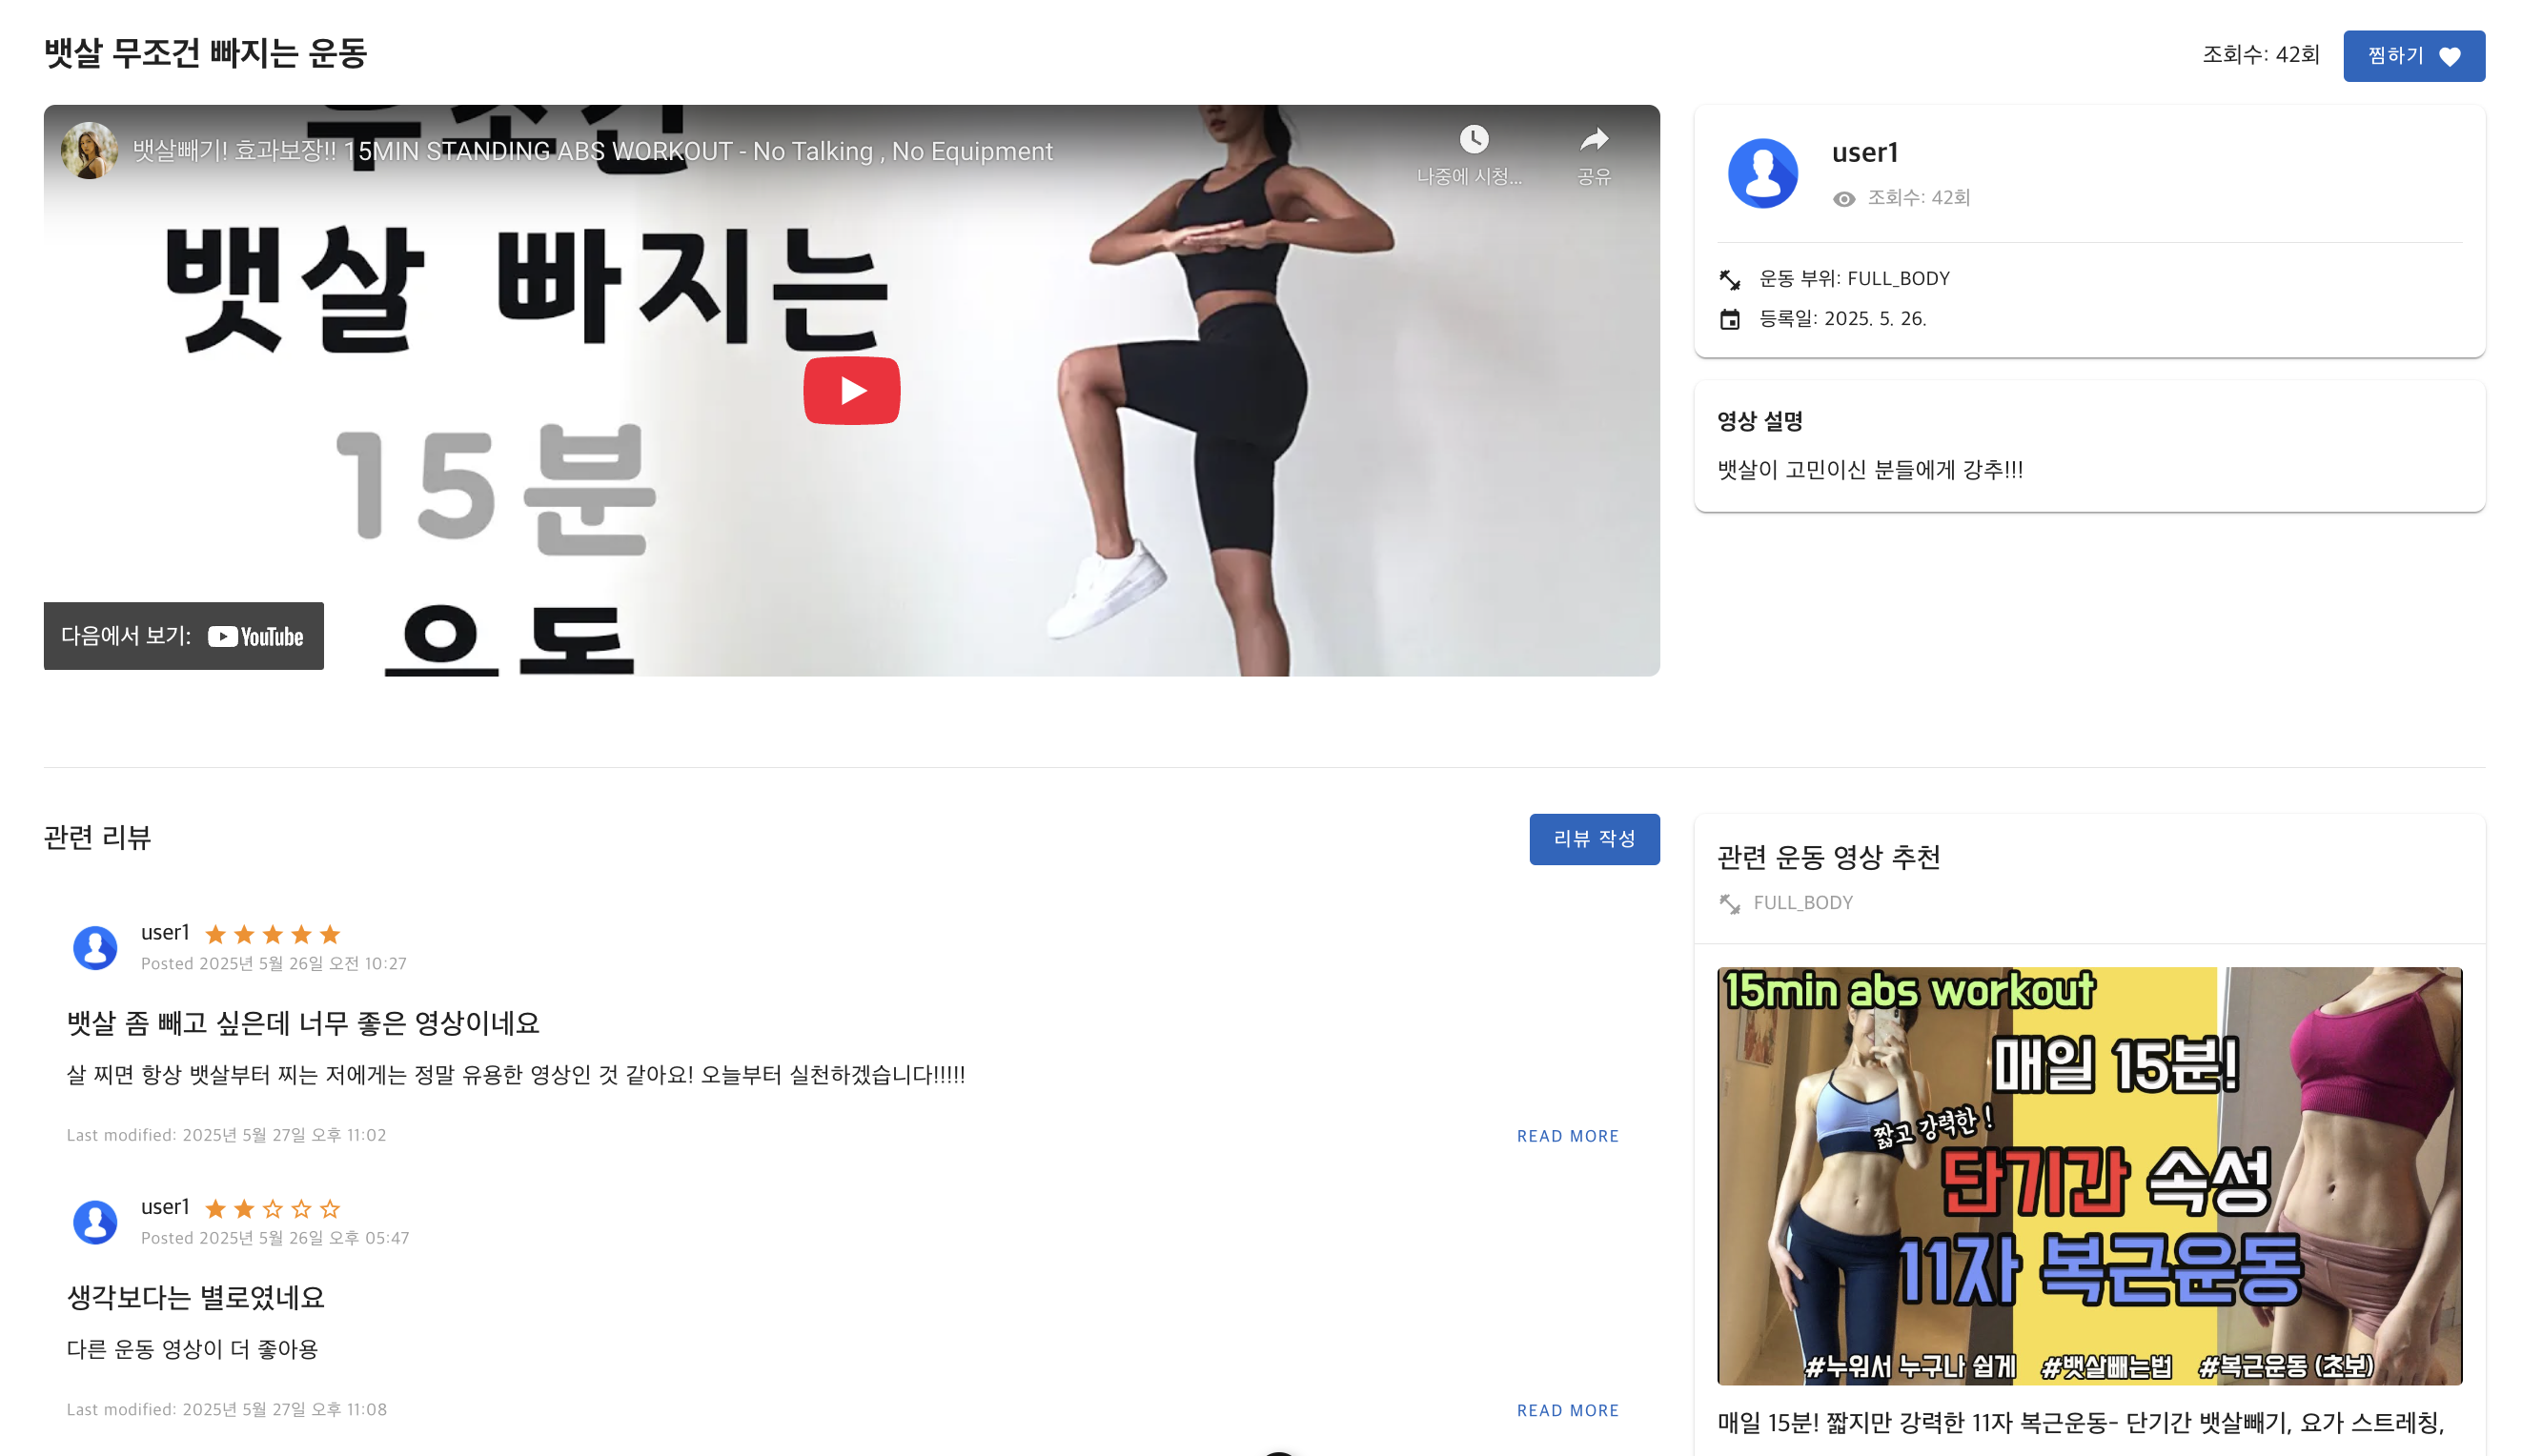 뱃살 무조건 빠지는 운동
조회수: 42회
찜하기
뱃살빼기! 효과보장!! 15MIN STANDING ABS WORKOUT - No Talking , No Equipment
나중에 시청...
공유
무조건
뱃살 빠지는
15분
운동
다음에서 보기: YouTube
user1
조회수: 42회
운동 부위: FULL_BODY
등록일: 2025. 5. 26.
영상 설명
뱃살이 고민이신 분들에게 강추!!!
관련 리뷰
리뷰 작성
user1
Posted 2025년 5월 26일 오전 10:27
뱃살 좀 빼고 싶은데 너무 좋은 영상이네요
살 찌면 항상 뱃살부터 찌는 저에게는 정말 유용한 영상인 것 같아요! 오늘부터 실천하겠습니다!!!!!
Last modified: 2025년 5월 27일 오후 11:02
READ MORE
user1
Posted 2025년 5월 26일 오후 05:47
생각보다는 별로였네요
다른 운동 영상이 더 좋아용
Last modified: 2025년 5월 27일 오후 11:08
READ MORE
관련 운동 영상 추천
FULL_BODY
15min abs workout
매일 15분!
짧고 강력한 !
단기간 속성
11자 복근운동
#누워서 누구나 쉽게 #뱃살빼는법 #복근운동 (초보)
매일 15분! 짧지만 강력한 11자 복근운동- 단기간 뱃살빼기, 요가 스트레칭,